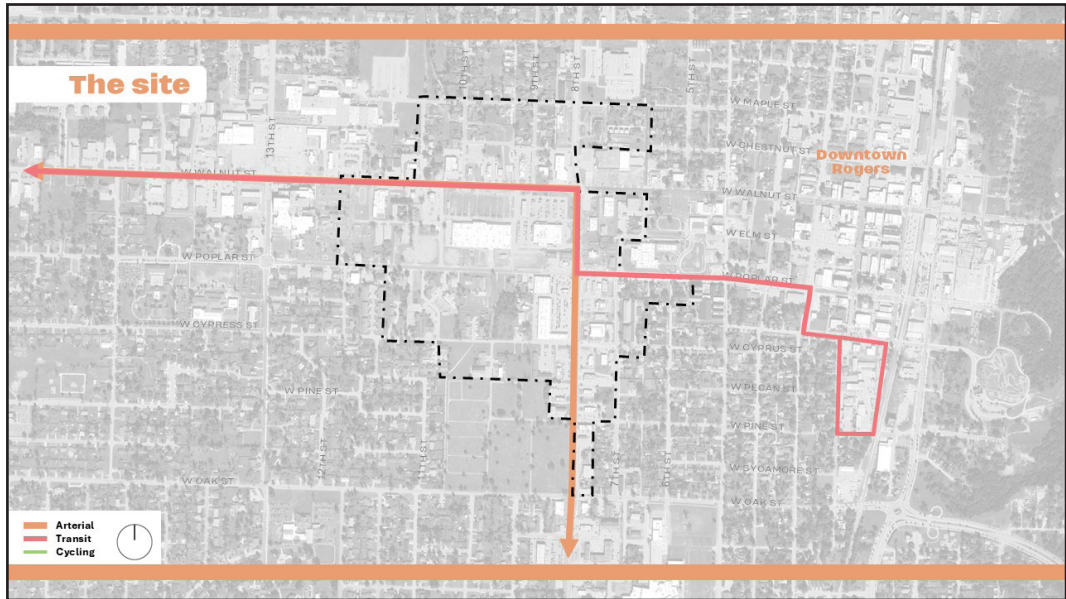 The site
10TH ST
9TH ST
8TH ST
5TH ST
W MAPLE ST
13TH ST
W CHESTNUT ST
Downtown
Rogers
W WALNUT ST
W WALNUT ST
W ELM ST
W POPLAR ST
W POPLAR ST
W CYPRESS ST
W CYPRUS ST
W PINE ST
W PECAN ST
W PINE ST
12TH ST
11TH ST
7TH ST
6TH ST
W SYCAMORE ST
W OAK ST
W OAK ST
Arterial
Transit
Cycling